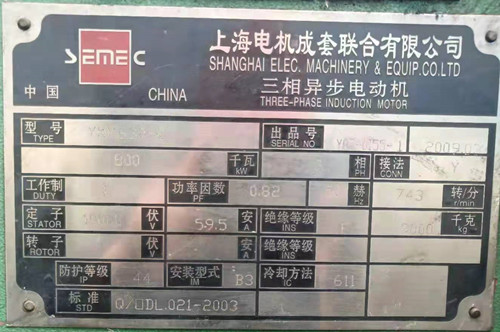 SEMEC
上海电机成套联合有限公司
SHANGHAI ELEC. MACHINERY & EQUIP.CO.LTD
中国 CHINA
三相异步电动机
THREE-PHASE INDUCTION MOTOR
型号 TYPE 出品号 SERIAL NO
800 千瓦 kW 相 PH 接法 CONN Y
工作制 DUTY 功率因数 PF 0.82 赫 Hz 743 转/分 r/min
定子 STATOR 伏 V 59.5 安 A 绝缘等级 INS 千克 kg
转子 ROTOR 伏 V 安 A 绝缘等级 INS
防护等级 IP 44 安装型式 IM B3 冷却方法 IC 611
标准 STD